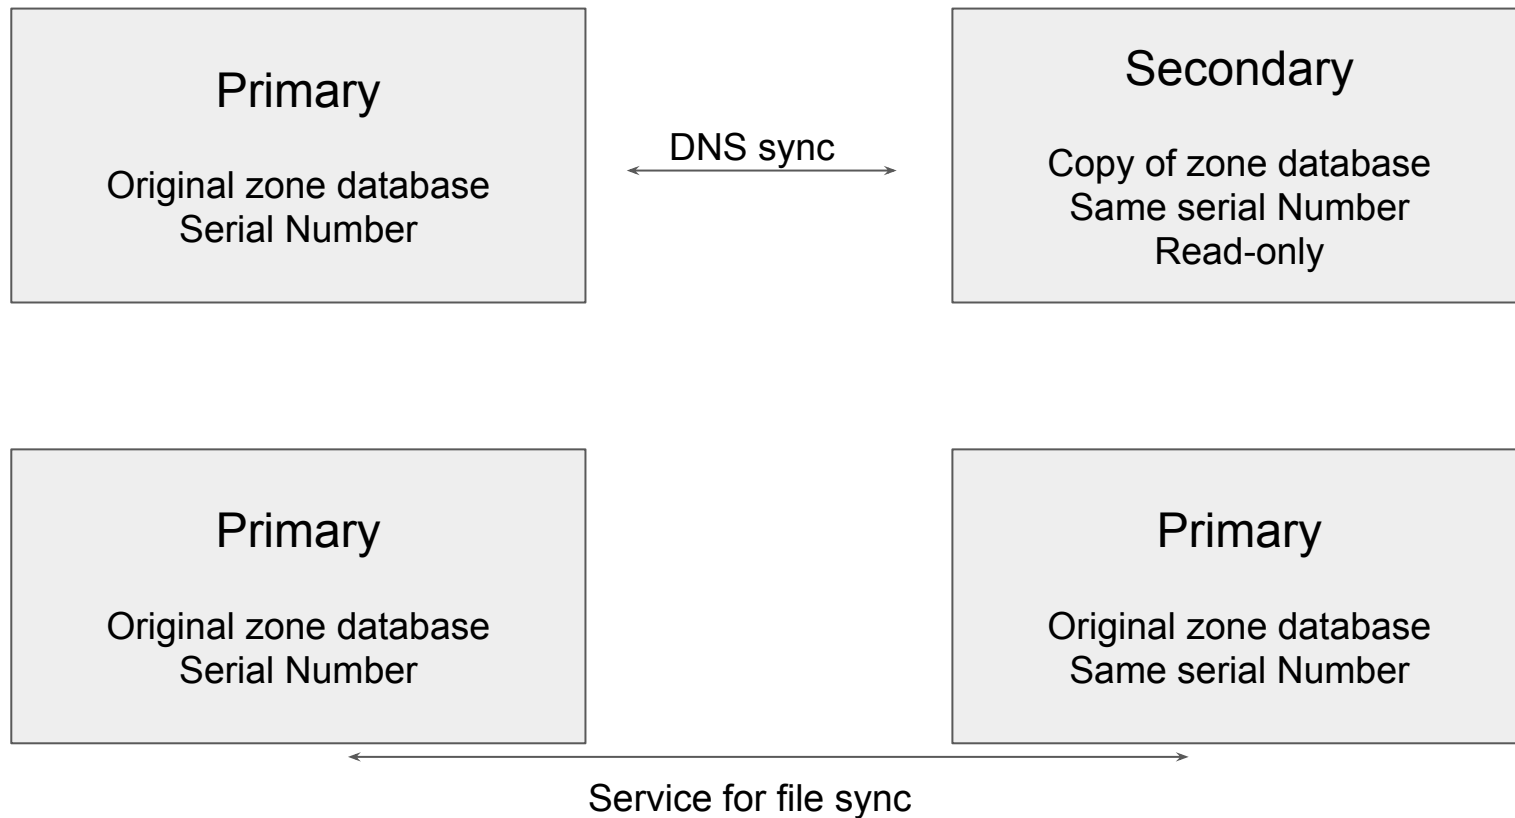 Primary
Original zone database
Serial Number
DNS sync
Secondary
Copy of zone database
Same serial Number
Read-only
Primary
Original zone database
Serial Number
Primary
Original zone database
Same serial Number
Service for file sync